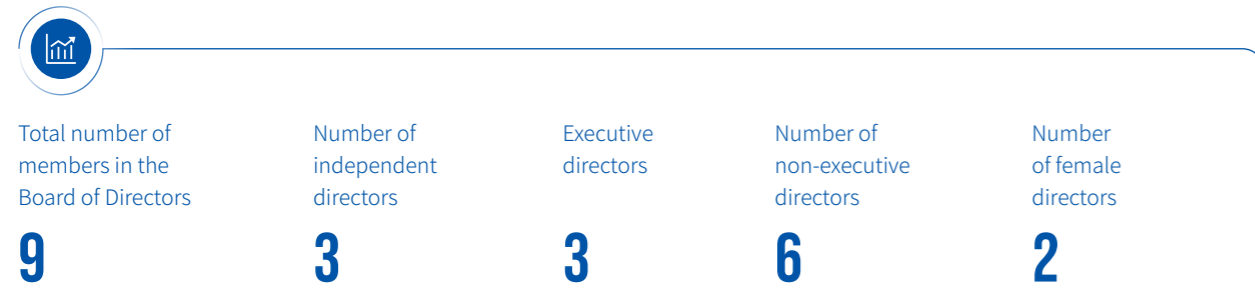 Total number of
members in the
Board of Directors
9
Number of
independent
directors
3
Executive
directors
3
Number of
non-executive
directors
6
Number
of female
directors
2